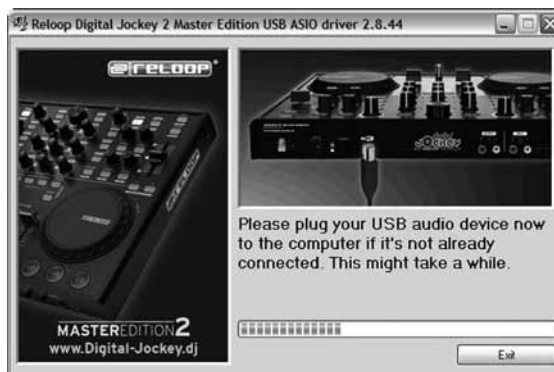 Reloop Digital Jockey 2 Master Edition USB ASIO driver 2.8.44
RELOOP®
RELOOP
JOCKEY
Please plug your USB audio device now
to the computer if it's not already
connected. This might take a while.
MASTEREDITION2
www.Digital-Jockey.dj
Exit